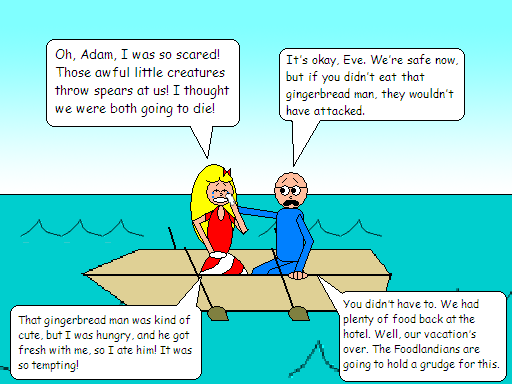 Oh, Adam, I was so scared!
Those awful little creatures
throw spears at us! I thought
we were both going to die!
It's okay, Eve. We're safe now,
but if you didn't eat that
gingerbread man, they wouldn't
have attacked.
That gingerbread man was kind of
cute, but I was hungry, and he got
fresh with me, so I ate him! It was
so tempting!
You didn't have to. We had
plenty of food back at the
hotel. Well, our vacation's
over. The Foodlandians are
going to hold a grudge for this.